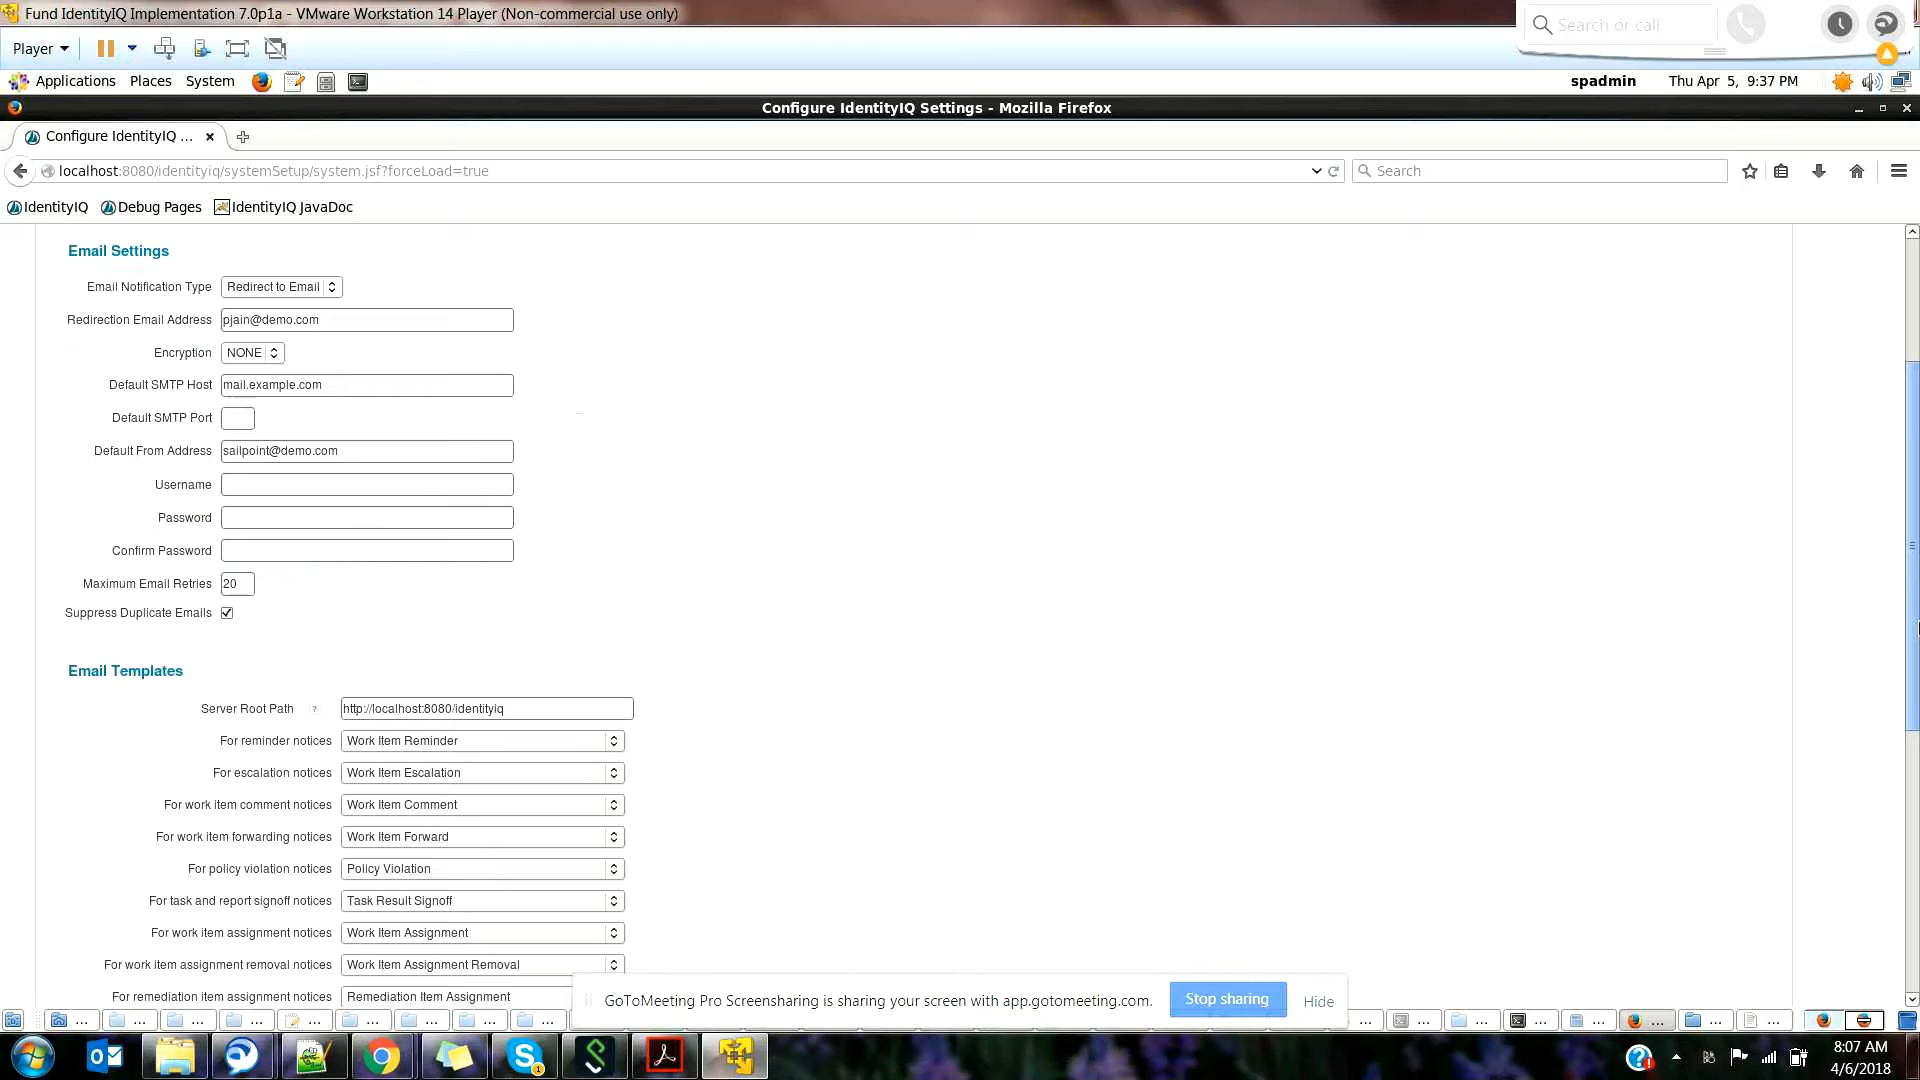 Fund IdentityIQ Implementation 7.0p1a - VMware Workstation 14 Player (Non-commercial use only)
Search or call
Player
Applications Places System
spadmin Thu Apr 5, 9:37 PM
Configure IdentityIQ Settings - Mozilla Firefox
Configure IdentityIQ ...
localhost:8080/identityiq/systemSetup/system.jsf?forceLoad=true
Search
IdentityIQ Debug Pages IdentityIQ JavaDoc
Email Settings
Email Notification Type Redirect to Email
Redirection Email Address pjain@demo.com
Encryption NONE
Default SMTP Host mail.example.com
Default SMTP Port
Default From Address sailpoint@demo.com
Username
Password
Confirm Password
Maximum Email Retries 20
Suppress Duplicate Emails
Email Templates
Server Root Path ? http://localhost:8080/identityiq
For reminder notices Work Item Reminder
For escalation notices Work Item Escalation
For work item comment notices Work Item Comment
For work item forwarding notices Work Item Forward
For policy violation notices Policy Violation
For task and report signoff notices Task Result Signoff
For work item assignment notices Work Item Assignment
For work item assignment removal notices Work Item Assignment Removal
For remediation item assignment notices Remediation Item Assignment
GoToMeeting Pro Screensharing is sharing your screen with app.gotomeeting.com. Stop sharing Hide
... ... ... ... ... ... ... ... ... ... ... ... ... ... ... ...
8:07 AM
4/6/2018